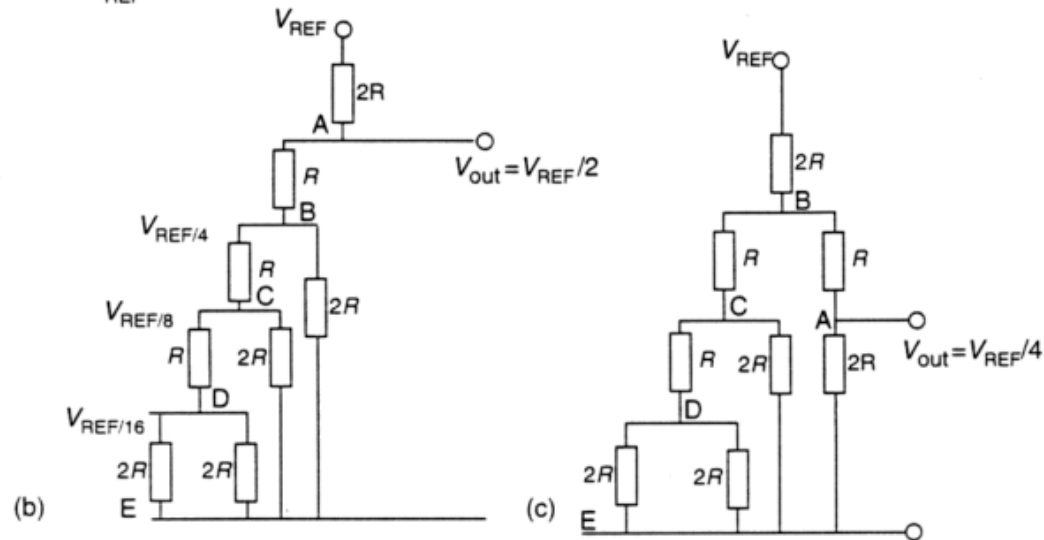 REF
V_REF
2R
A
V_out = V_REF/2
R
B
V_REF/4
R
2R
C
V_REF/8
R
2R
D
V_REF/16
2R
2R
E
(b)
V_REF
2R
B
R
R
C
A
V_out = V_REF/4
R
2R
2R
D
2R
2R
E
(c)